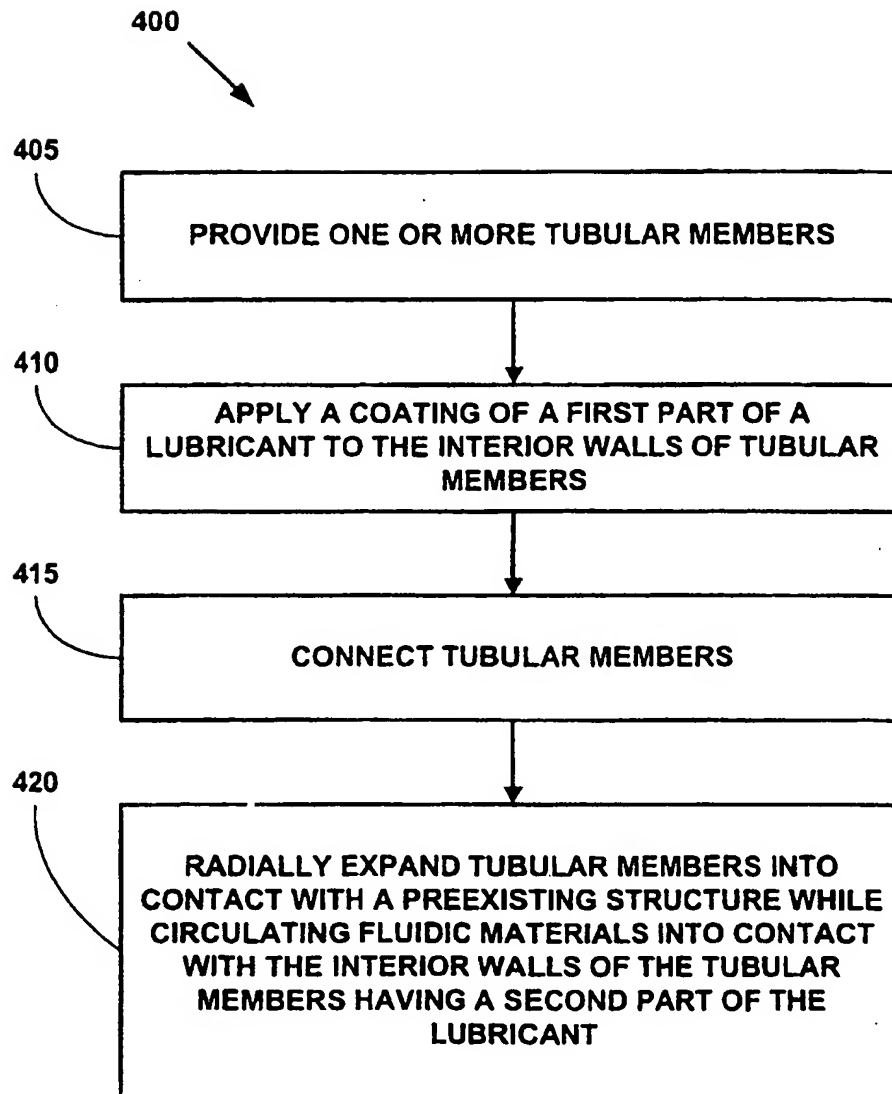 400
405
PROVIDE ONE OR MORE TUBULAR MEMBERS
410
APPLY A COATING OF A FIRST PART OF A
LUBRICANT TO THE INTERIOR WALLS OF TUBULAR
MEMBERS
415
CONNECT TUBULAR MEMBERS
420
RADIALLY EXPAND TUBULAR MEMBERS INTO
CONTACT WITH A PREEXISTING STRUCTURE WHILE
CIRCULATING FLUIDIC MATERIALS INTO CONTACT
WITH THE INTERIOR WALLS OF THE TUBULAR
MEMBERS HAVING A SECOND PART OF THE
LUBRICANT